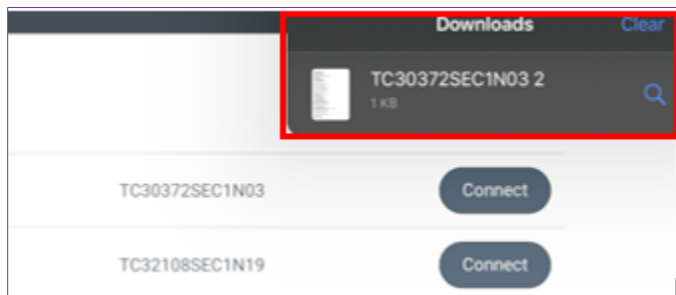 Downloads Clear
TC30372SEC1N03 2
1 KB
TC30372SEC1N03 Connect
TC32108SEC1N19 Connect